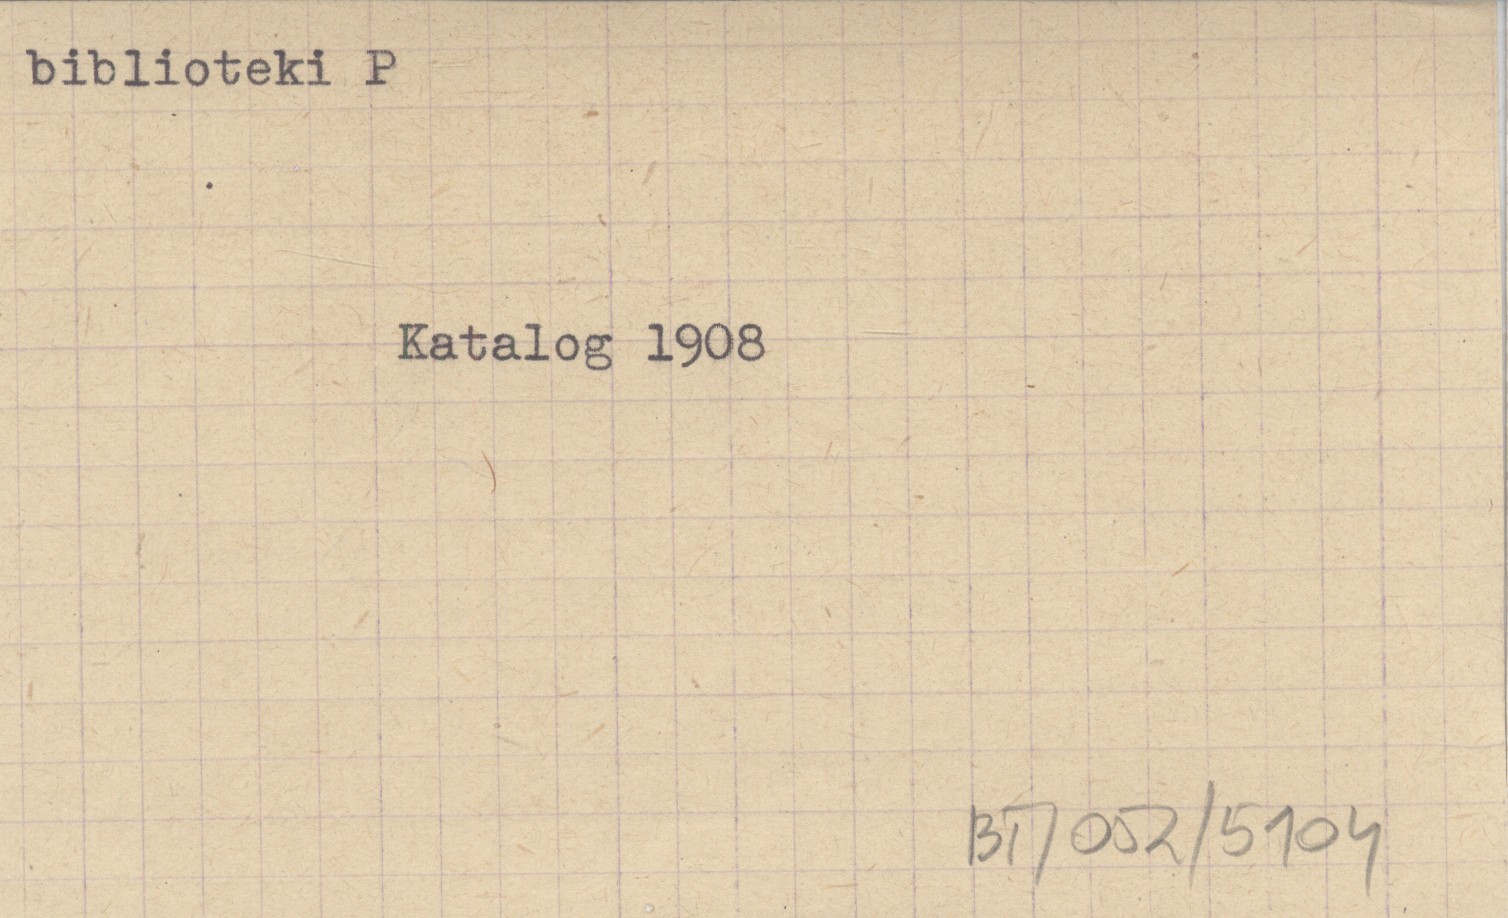 biblioteki P
Katalog 1908
BT/052/5104